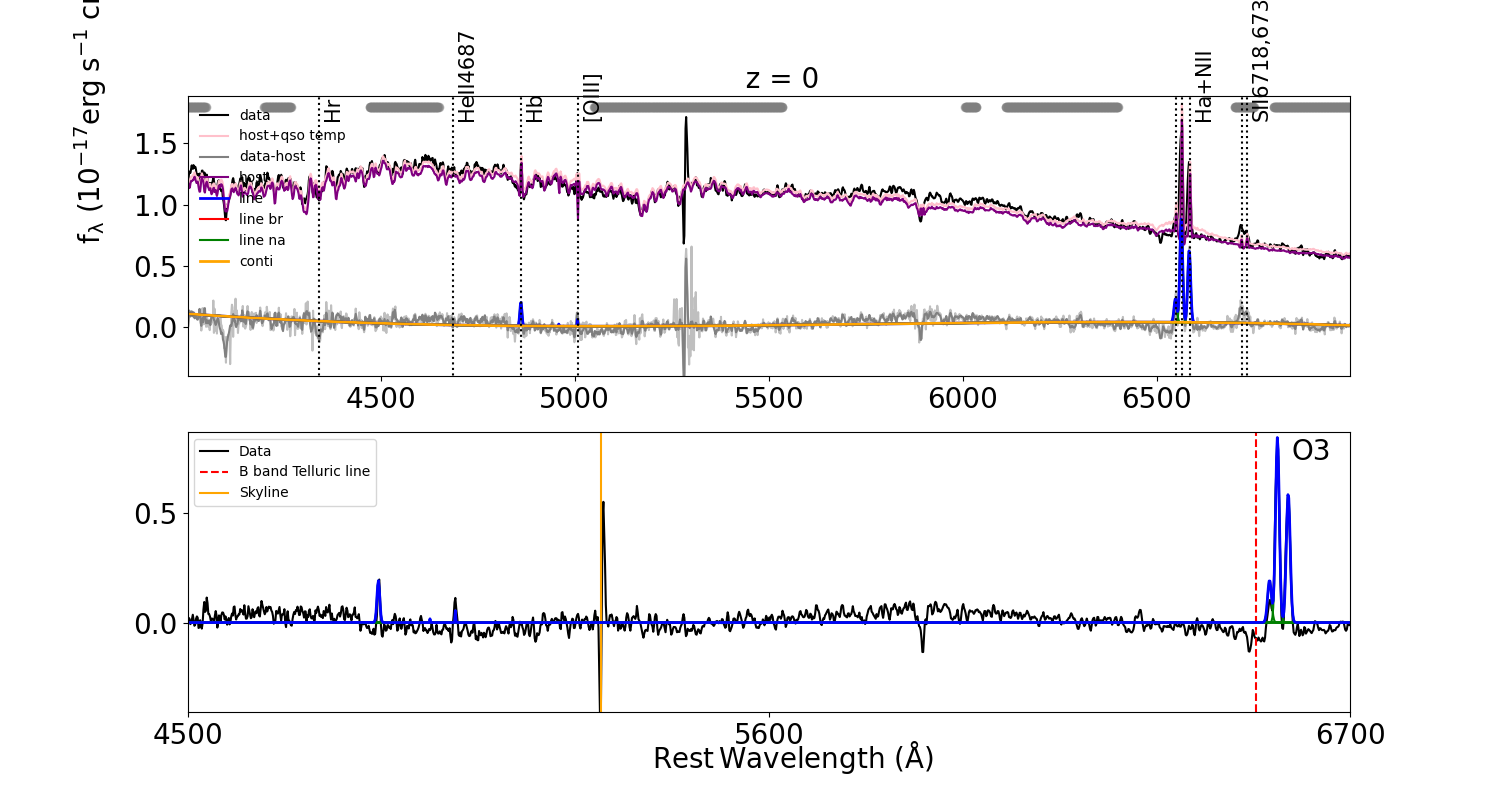 z = 0
fλ (10−17erg s−1 c
Hr
HeII4687
Hb
[OIII]
Ha+NII
SII6718,673
data
host+qso temp
data-host
host
line
line br
line na
conti
1.5
1.0
0.5
0.0
4500 5000 5500 6000 6500
Data
B band Telluric line
Skyline
O3
0.5
0.0
4500 5600 6700
Rest Wavelength (Å)